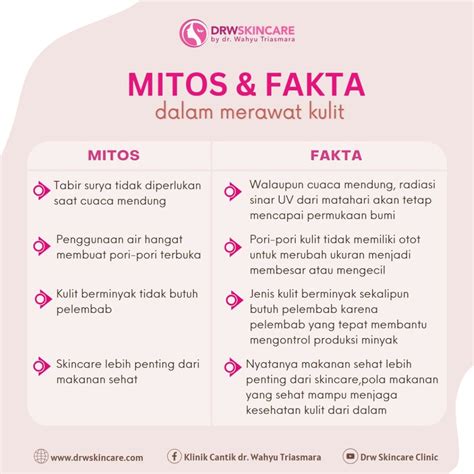 DRWSKINCARE
by dr. Wahyu Triasmara
MITOS & FAKTA
dalam merawat kulit
MITOS
FAKTA
Tabir surya tidak diperlukan
saat cuaca mendung
Walaupun cuaca mendung, radiasi
sinar UV dari matahari akan tetap
mencapai permukaan bumi
Penggunaan air hangat
membuat pori-pori terbuka
Pori-pori kulit tidak memiliki otot
untuk merubah ukuran menjadi
membesar atau mengecil
Kulit berminyak tidak butuh
pelembab
Jenis kulit berminyak sekalipun
butuh pelembab karena
pelembab yang tepat membantu
mengontrol produksi minyak
Skincare lebih penting dari
makanan sehat
Nyatanya makanan sehat lebih
penting dari skincare,pola makanan
yang sehat mampu menjaga
kesehatan kulit dari dalam
www.drwskincare.com
Klinik Cantik dr. Wahyu Triasmara
Drw Skincare Clinic